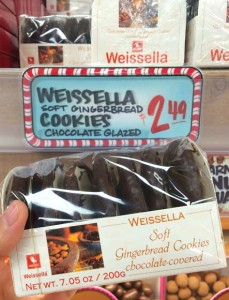 Weissella
Weissella
WEISSELLA
SOFT GINGERBREAD
COOKIES
CHOCOLATE GLAZED
$2.49
WEISSELLA
Soft
Gingerbread Cookies
chocolate-covered
Weissella
NET WT. 7.05 oz / 200G